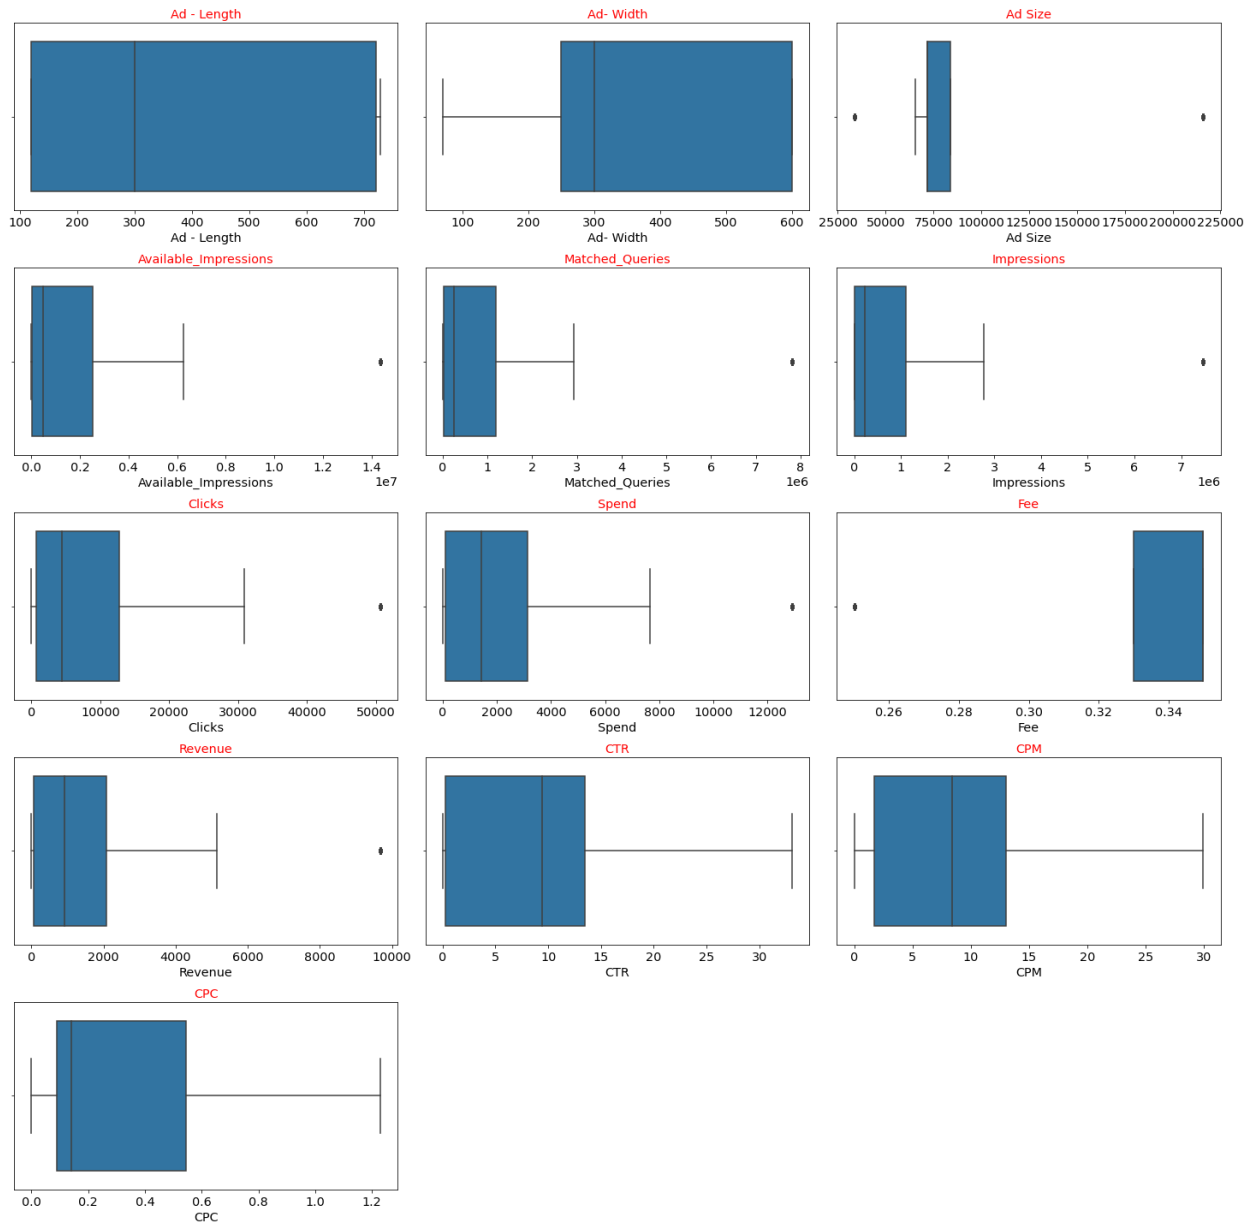 Ad - Length
Ad- Width
Ad Size
100 200 300 400 500 600 700
100 200 300 400 500 600
25000 50000 75000 100000 125000 150000 175000 200000 225000
Ad - Length
Ad- Width
Ad Size
Available_Impressions
Matched_Queries
Impressions
0.0 0.2 0.4 0.6 0.8 1.0 1.2 1.4
0 1 2 3 4 5 6 7 8
0 1 2 3 4 5 6 7
1e7
1e6
1e6
Available_Impressions
Matched_Queries
Impressions
Clicks
Spend
Fee
0 10000 20000 30000 40000 50000
0 2000 4000 6000 8000 10000 12000
0.26 0.28 0.30 0.32 0.34
Clicks
Spend
Fee
Revenue
CTR
CPM
0 2000 4000 6000 8000 10000
0 5 10 15 20 25 30
0 5 10 15 20 25 30
Revenue
CTR
CPM
CPC
0.0 0.2 0.4 0.6 0.8 1.0 1.2
CPC